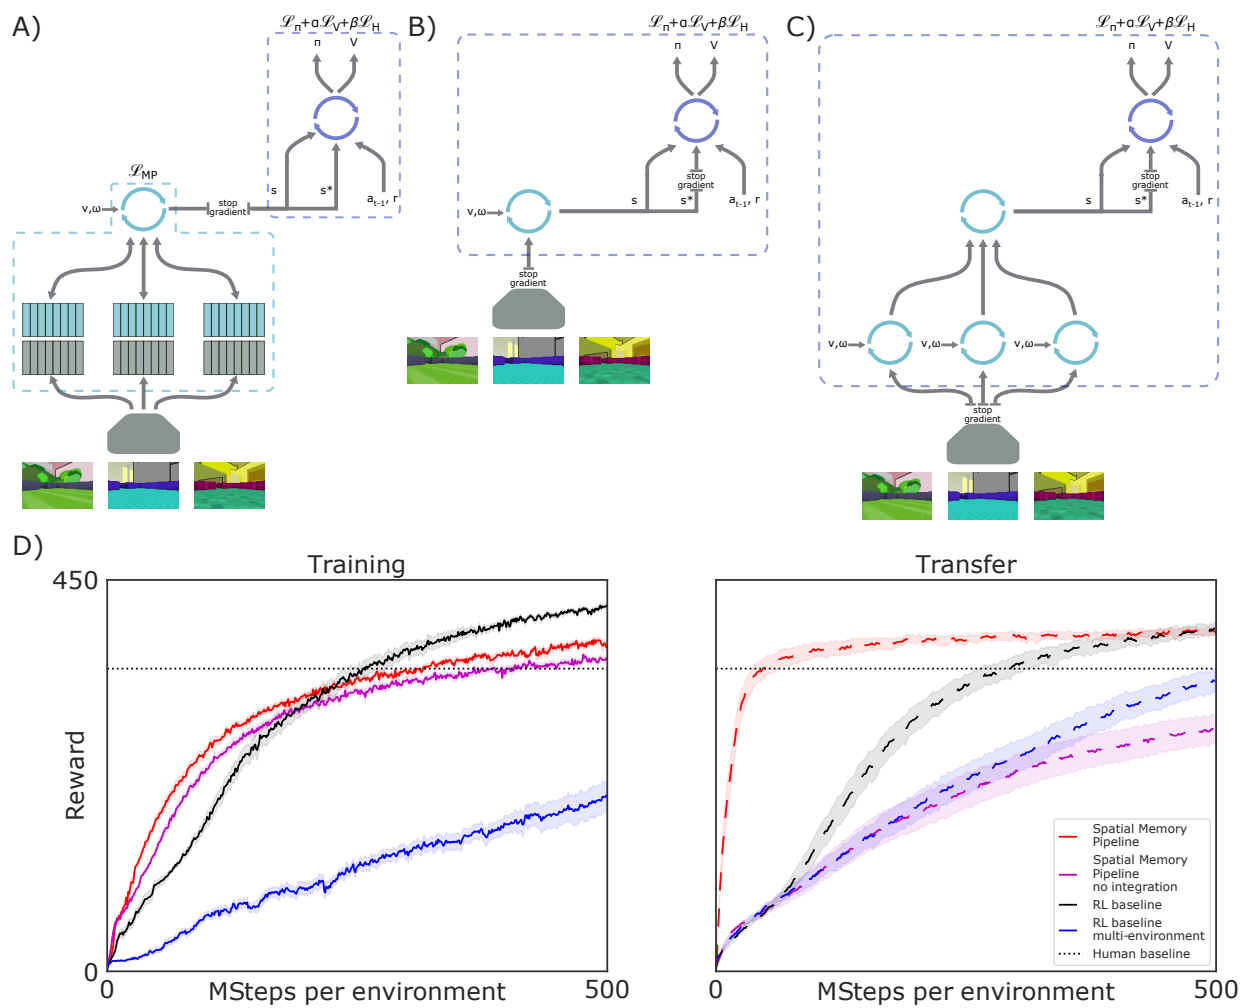 A)
ℒπ+αℒV+βℒH
π V
ℒMP
v,ω
stop
gradient
s s*
at-1, r
B)
ℒπ+αℒV+βℒH
π V
stop
gradient
s s*
v,ω
at-1, r
stop
gradient
C)
ℒπ+αℒV+βℒH
π V
stop
gradient
s s*
at-1, r
v,ω v,ω v,ω
stop
gradient
D)
Training
450
Reward
0
0 MSteps per environment 500
Transfer
Spatial Memory
Pipeline
Spatial Memory
Pipeline
no integration
RL baseline
RL baseline
multi-environment
Human baseline
0 MSteps per environment 500